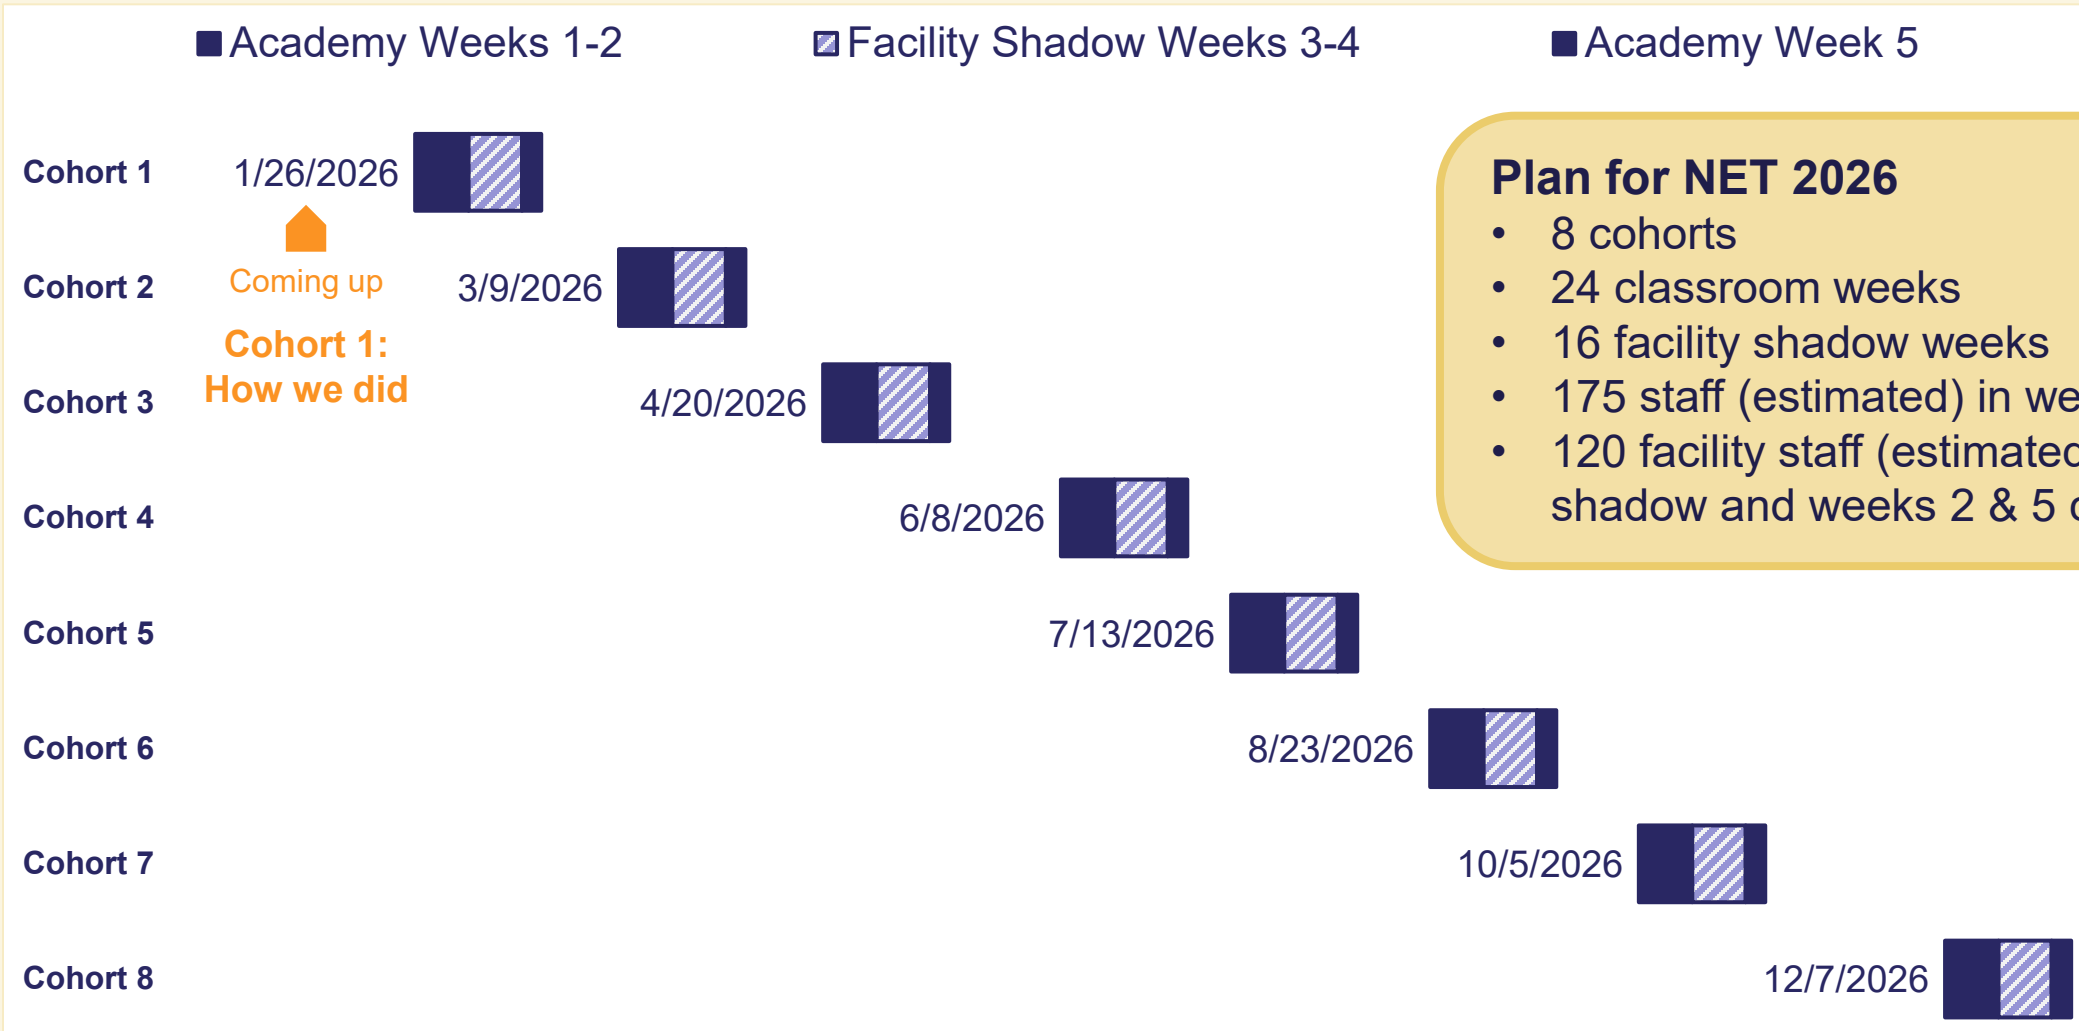 Academy Weeks 1-2
Facility Shadow Weeks 3-4
Academy Week 5
Cohort 1
1/26/2026
Coming up
Cohort 1:
How we did
Cohort 2
3/9/2026
Cohort 3
4/20/2026
Cohort 4
6/8/2026
Cohort 5
7/13/2026
Cohort 6
8/23/2026
Cohort 7
10/5/2026
Cohort 8
12/7/2026
Plan for NET 2026
• 8 cohorts
• 24 classroom weeks
• 16 facility shadow weeks
• 175 staff (estimated) in
• 120 facility staff (estimated
shadow and weeks 2 & 5